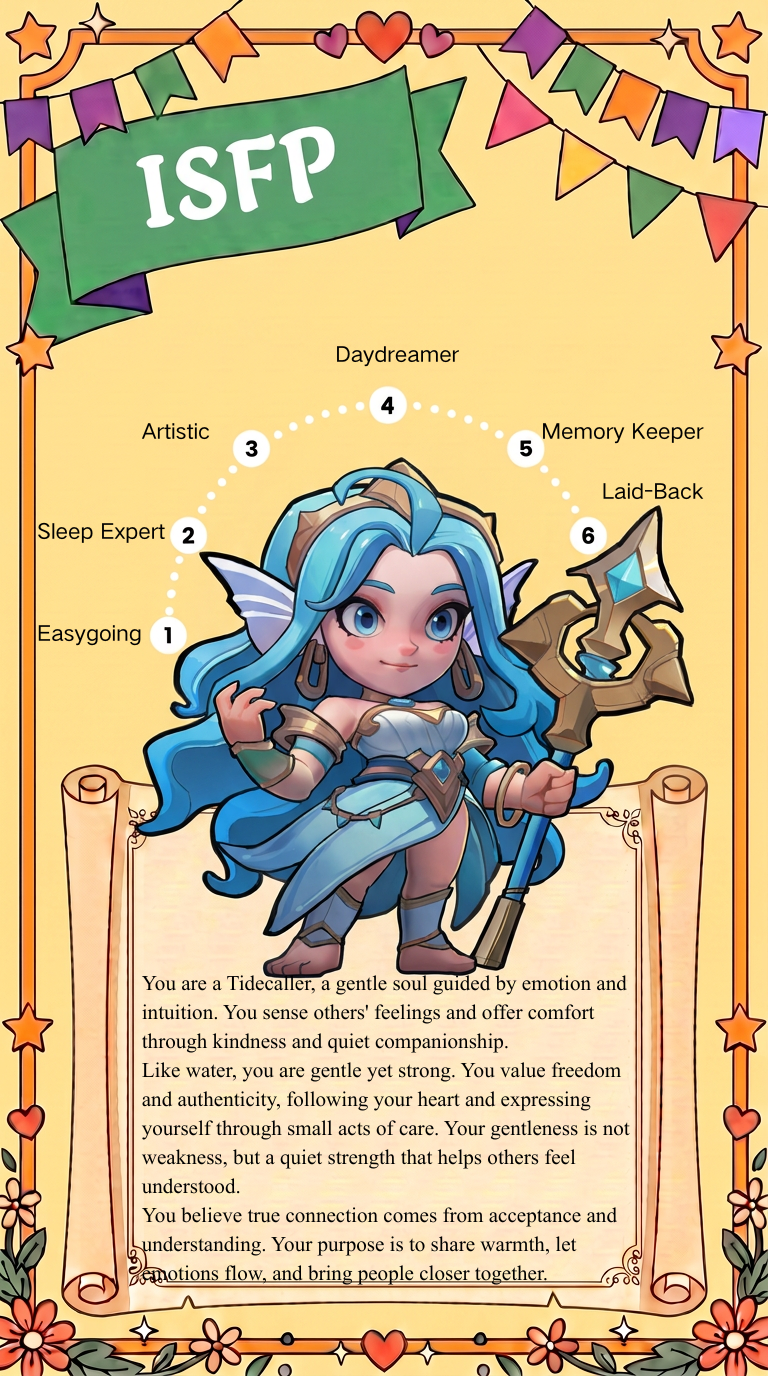 ISFP
Daydreamer
4
Artistic
3
5
Memory Keeper
Laid-Back
Sleep Expert
2
6
Easygoing
1
You are a Tidecaller, a gentle soul guided by emotion and
intuition. You sense others' feelings and offer comfort
through kindness and quiet companionship.
Like water, you are gentle yet strong. You value freedom
and authenticity, following your heart and expressing
yourself through small acts of care. Your gentleness is not
weakness, but a quiet strength that helps others feel
understood.
You believe true connection comes from acceptance and
understanding. Your purpose is to share warmth, let
emotions flow, and bring people closer together.